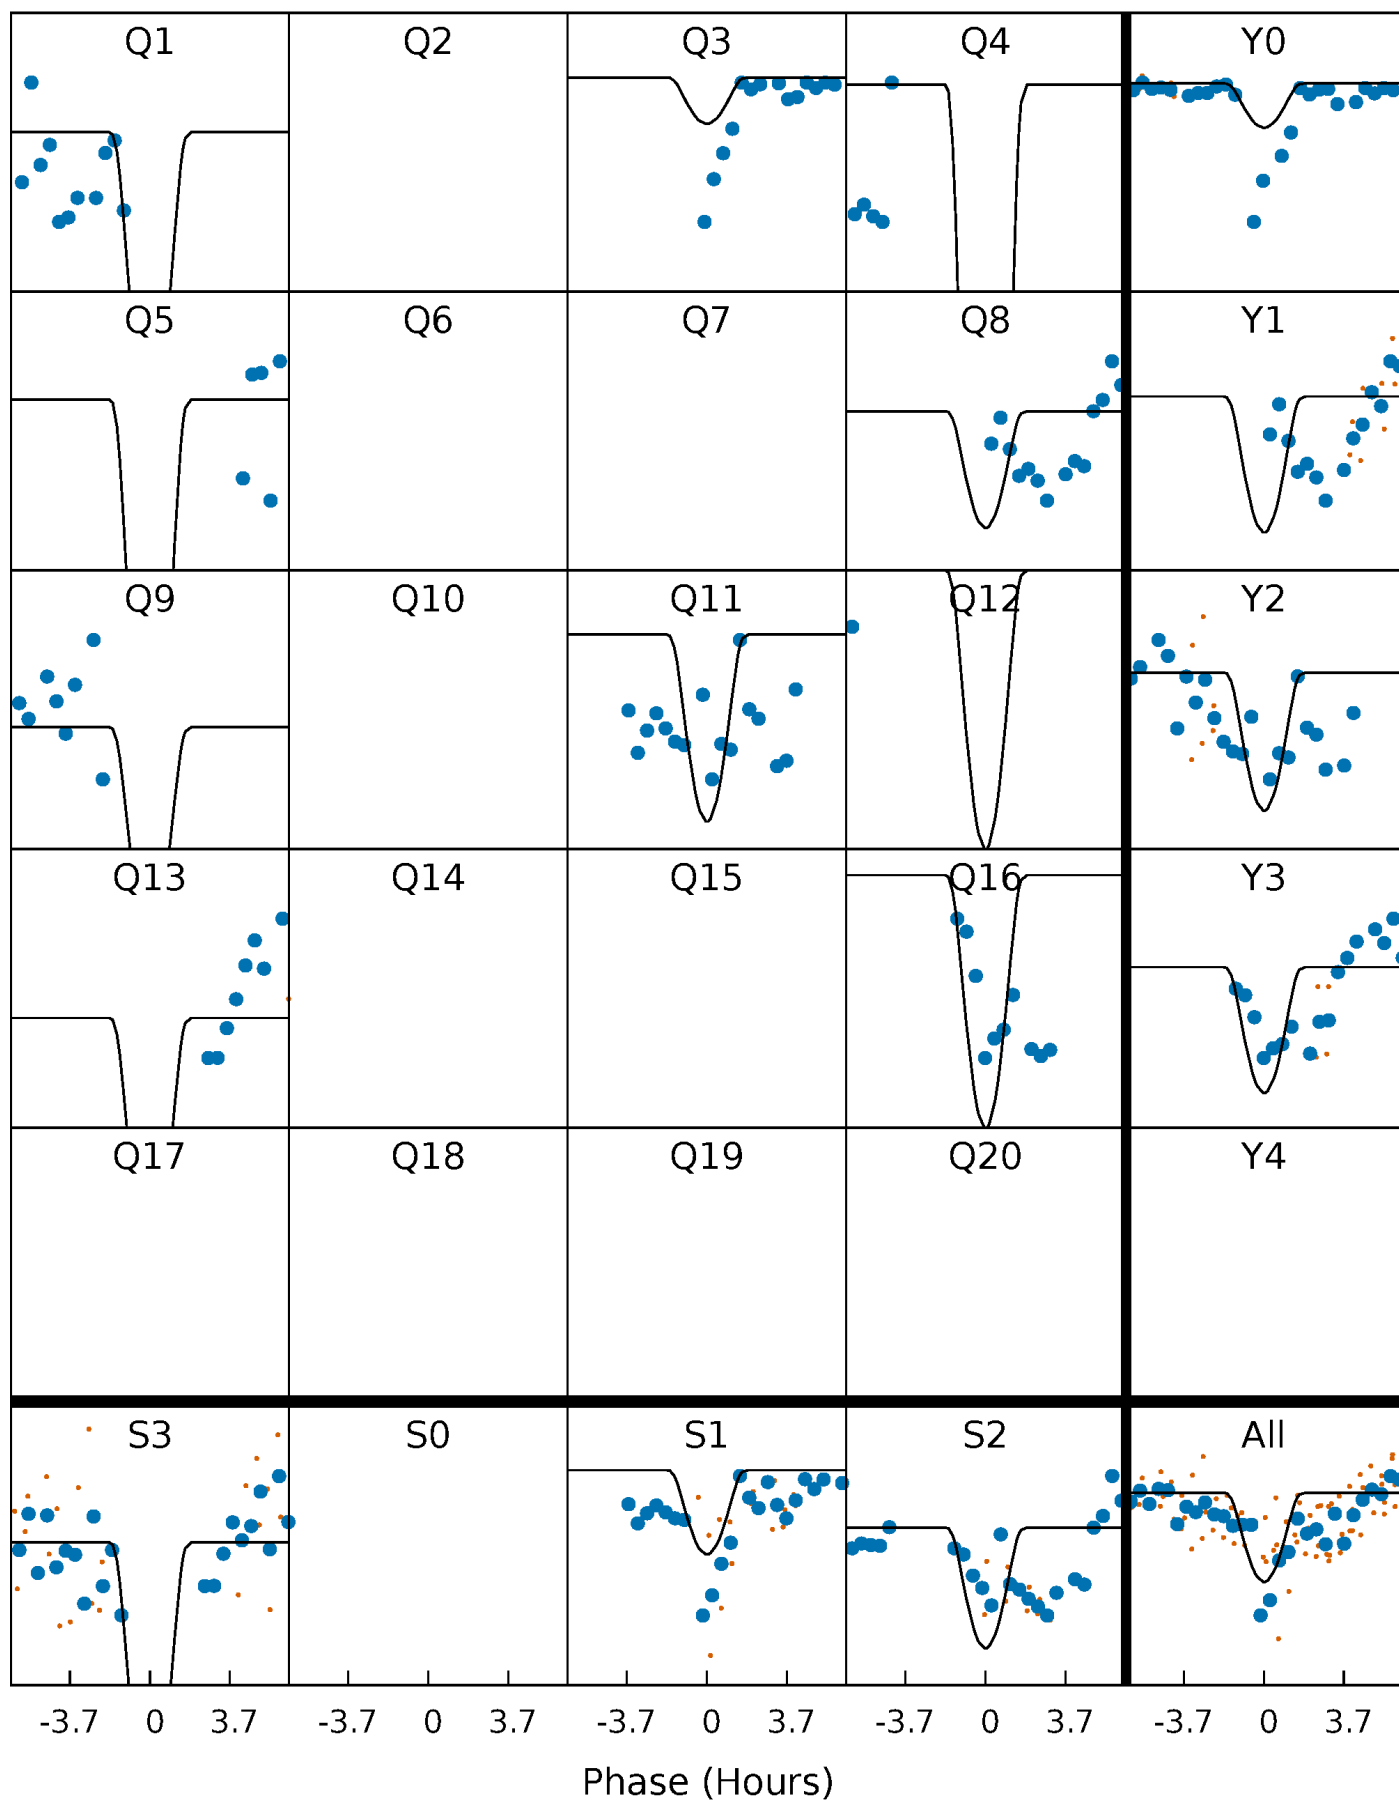 Q1 Q2 Q3 Q4 Y0
Q5 Q6 Q7 Q8 Y1
Q9 Q10 Q11 Q12 Y2
Q13 Q14 Q15 Q16 Y3
Q17 Q18 Q19 Q20 Y4
S3 S0 S1 S2 All
-3.7 0 3.7 -3.7 0 3.7 -3.7 0 3.7 -3.7 0 3.7 -3.7 0 3.7
Phase (Hours)